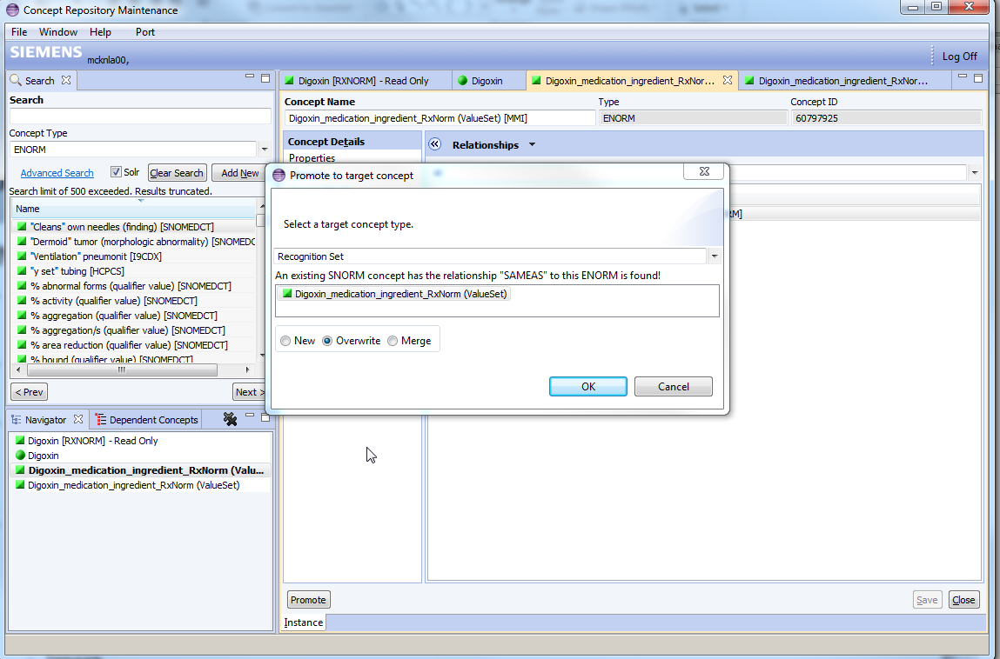 Concept Repository Maintenance
File Window Help Port
SIEMENS mcknla00,
Log Off
Search
Search
Concept Type
ENORM
Advanced Search Solr Clear Search Add New
Search limit of 500 exceeded. Results truncated.
Name
"Cleans" own needles (finding) [SNOMEDCT]
"Dermoid" tumor (morphologic abnormality) [SNOMEDC
"Ventilation" pneumonit [I9CDX]
"y set" tubing [HCPCS]
% abnormal forms (qualifier value) [SNOMEDCT]
% activity (qualifier value) [SNOMEDCT]
% aggregation (qualifier value) [SNOMEDCT]
% aggregation/s (qualifier value) [SNOMEDCT]
% area reduction (qualifier value) [SNOMEDCT]
% bound (qualifier value) [SNOMEDCT]
< Prev Next >
Navigator Dependent Concepts
Digoxin [RXNORM] - Read Only
Digoxin
Digoxin_medication_ingredient_RxNorm (Valu...
Digoxin_medication_ingredient_RxNorm (ValueSet)
Digoxin [RXNORM] - Read Only Digoxin Digoxin_medication_ingredient_RxNor... Digoxin_medication_ingredient_RxNor...
Concept Name Type Concept ID
Digoxin_medication_ingredient_RxNorm (ValueSet) [MMI] ENORM 60797925
Concept Details
Properties
Relationships
RM]
Promote to target concept
Select a target concept type.
Recognition Set
An existing SNORM concept has the relationship "SAMEAS" to this ENORM is found!
Digoxin_medication_ingredient_RxNorm (ValueSet)
New Overwrite Merge
OK Cancel
Promote Save Close
Instance